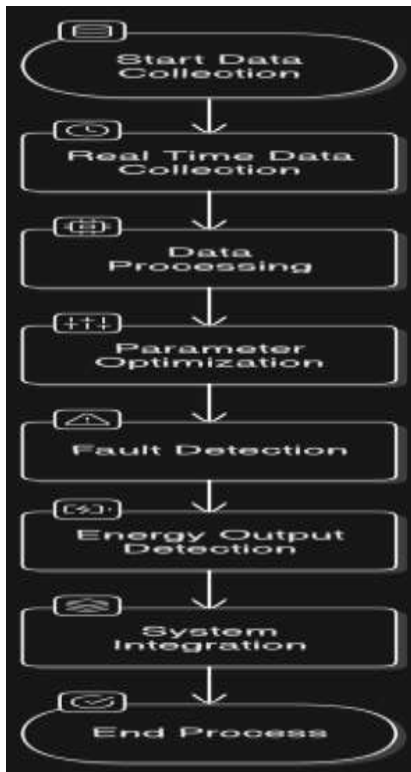 Start Data
Collection
Real Time Data
Collection
Data
Processing
Parameter
Optimization
Fault Detection
Energy Output
Detection
System
Integration
End Process